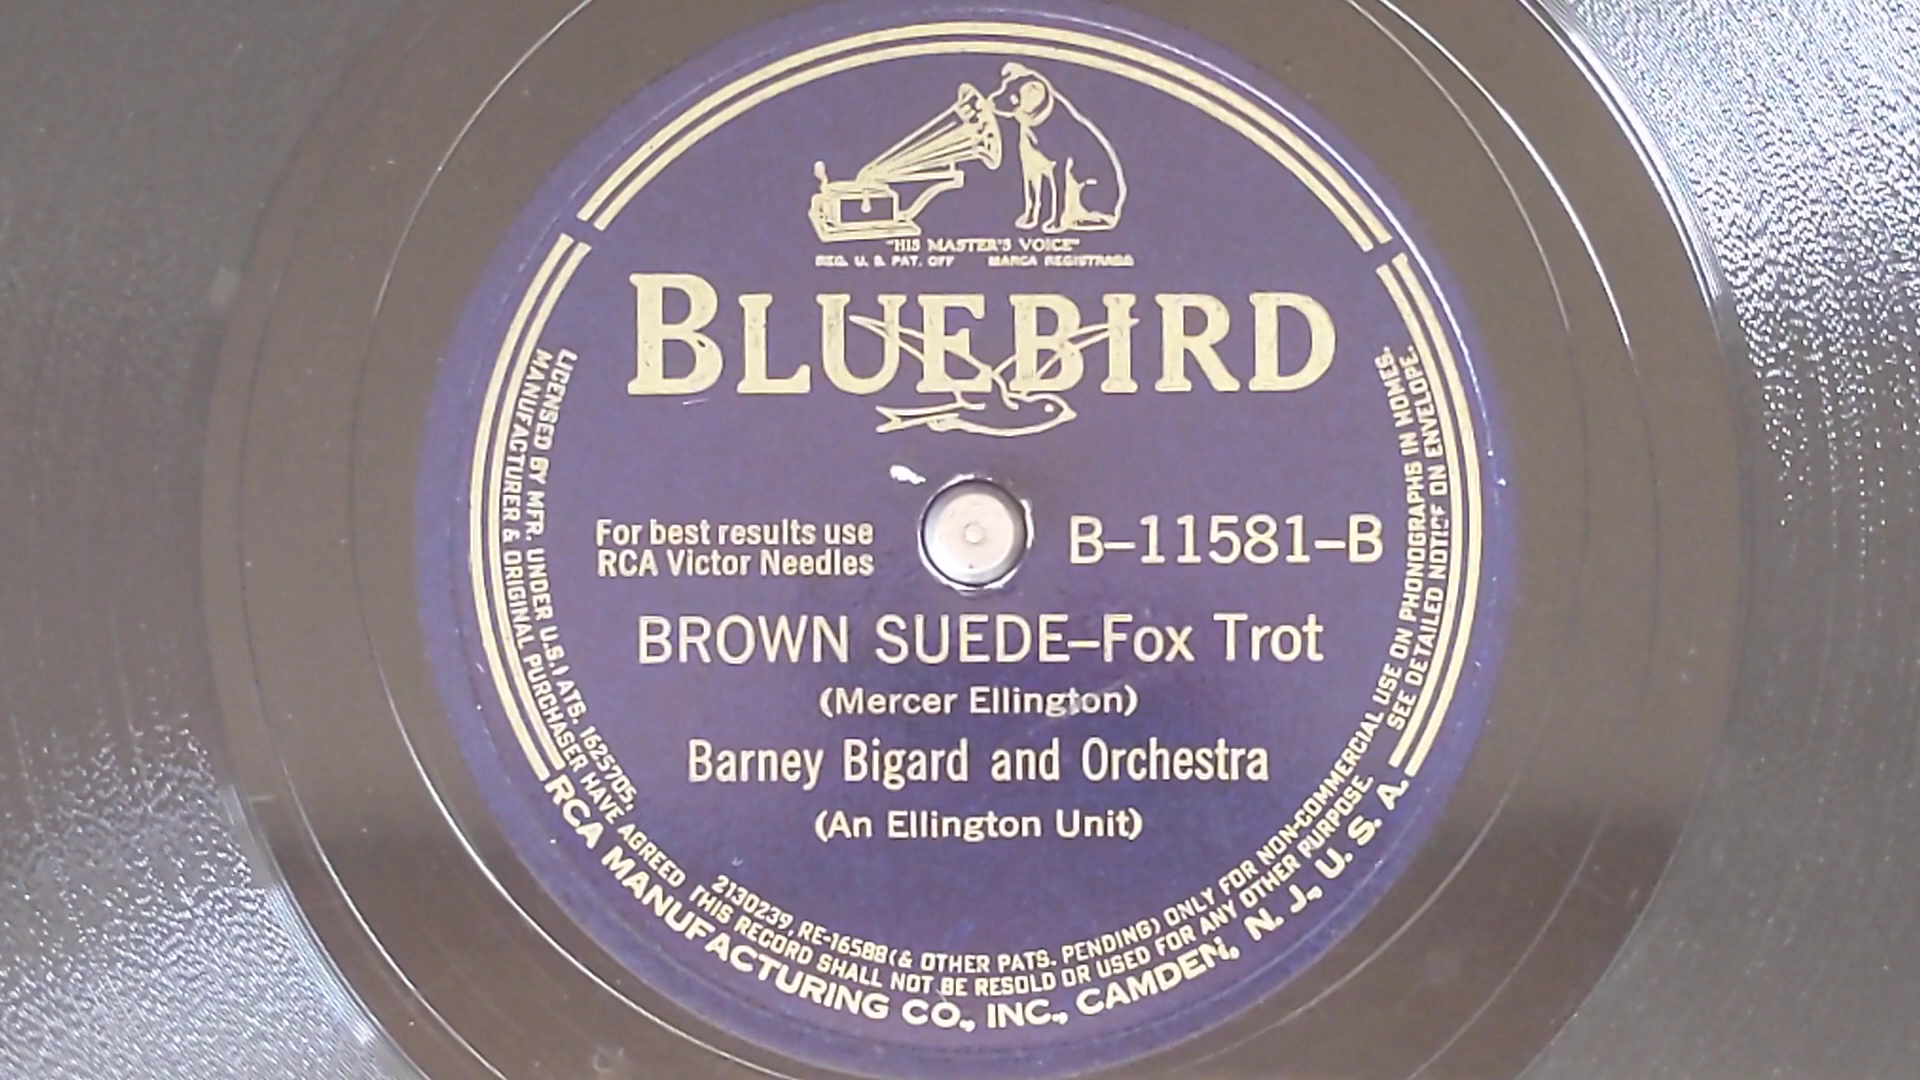 "HIS MASTER'S VOICE"
REG. U. S. PAT. OFF MARCA REGISTRADA
BLUEBIRD
For best results use
RCA Victor Needles
B-11581-B
BROWN SUEDE-Fox Trot
(Mercer Ellington)
Barney Bigard and Orchestra
(An Ellington Unit)
LICENSED BY MFR. UNDER U.S. PATS. 1625705, 2130239, RE-16588 (& OTHER PATS. PENDING) ONLY FOR NON-COMMERCIAL USE ON PHONOGRAPHS IN HOMES.
MANUFACTURER & ORIGINAL PURCHASER HAVE AGREED THIS RECORD SHALL NOT BE RESOLD OR USED FOR ANY OTHER PURPOSE. SEE DETAILED NOTICE ON ENVELOPE.
RCA MANUFACTURING CO., INC., CAMDEN, N. J., U. S. A.